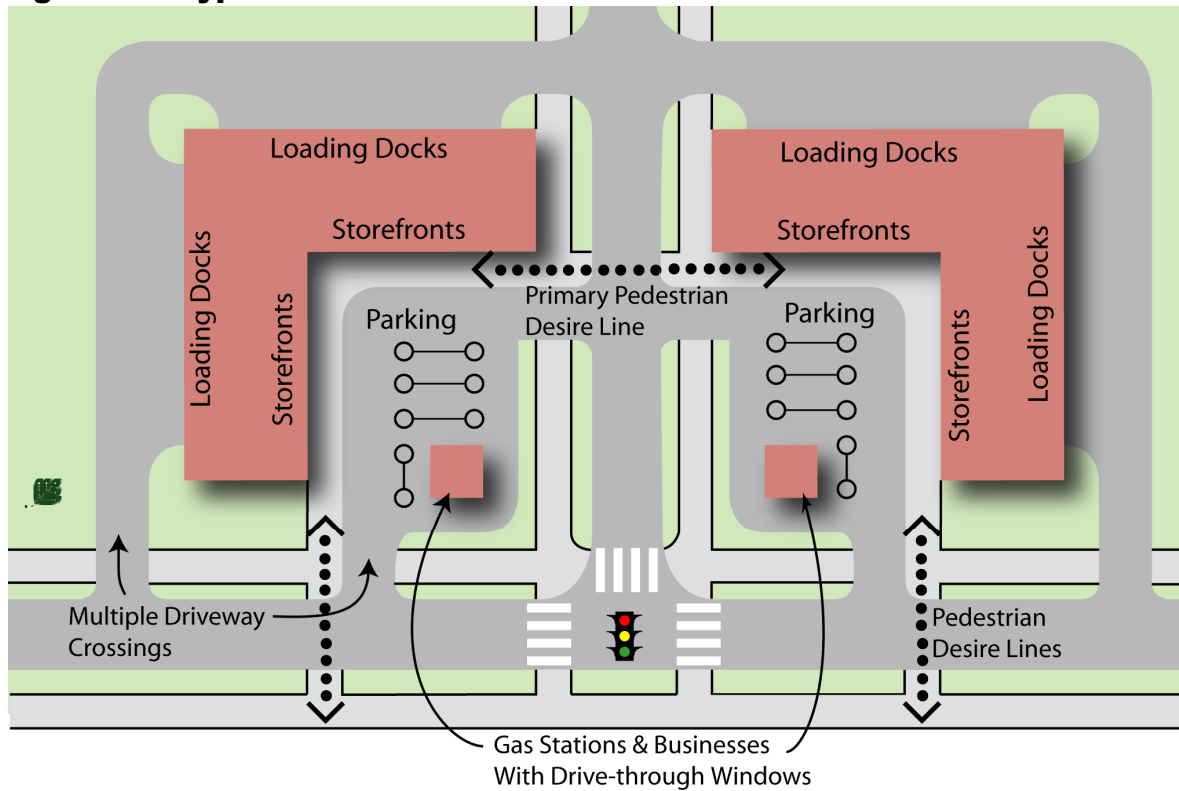 Loading Docks
Loading Docks
Storefronts
Storefronts
Loading Docks
Storefronts
Storefronts
Loading Docks
Primary Pedestrian
Desire Line
Parking
Parking
Multiple Driveway
Crossings
Pedestrian
Desire Lines
Gas Stations & Businesses
With Drive-through Windows